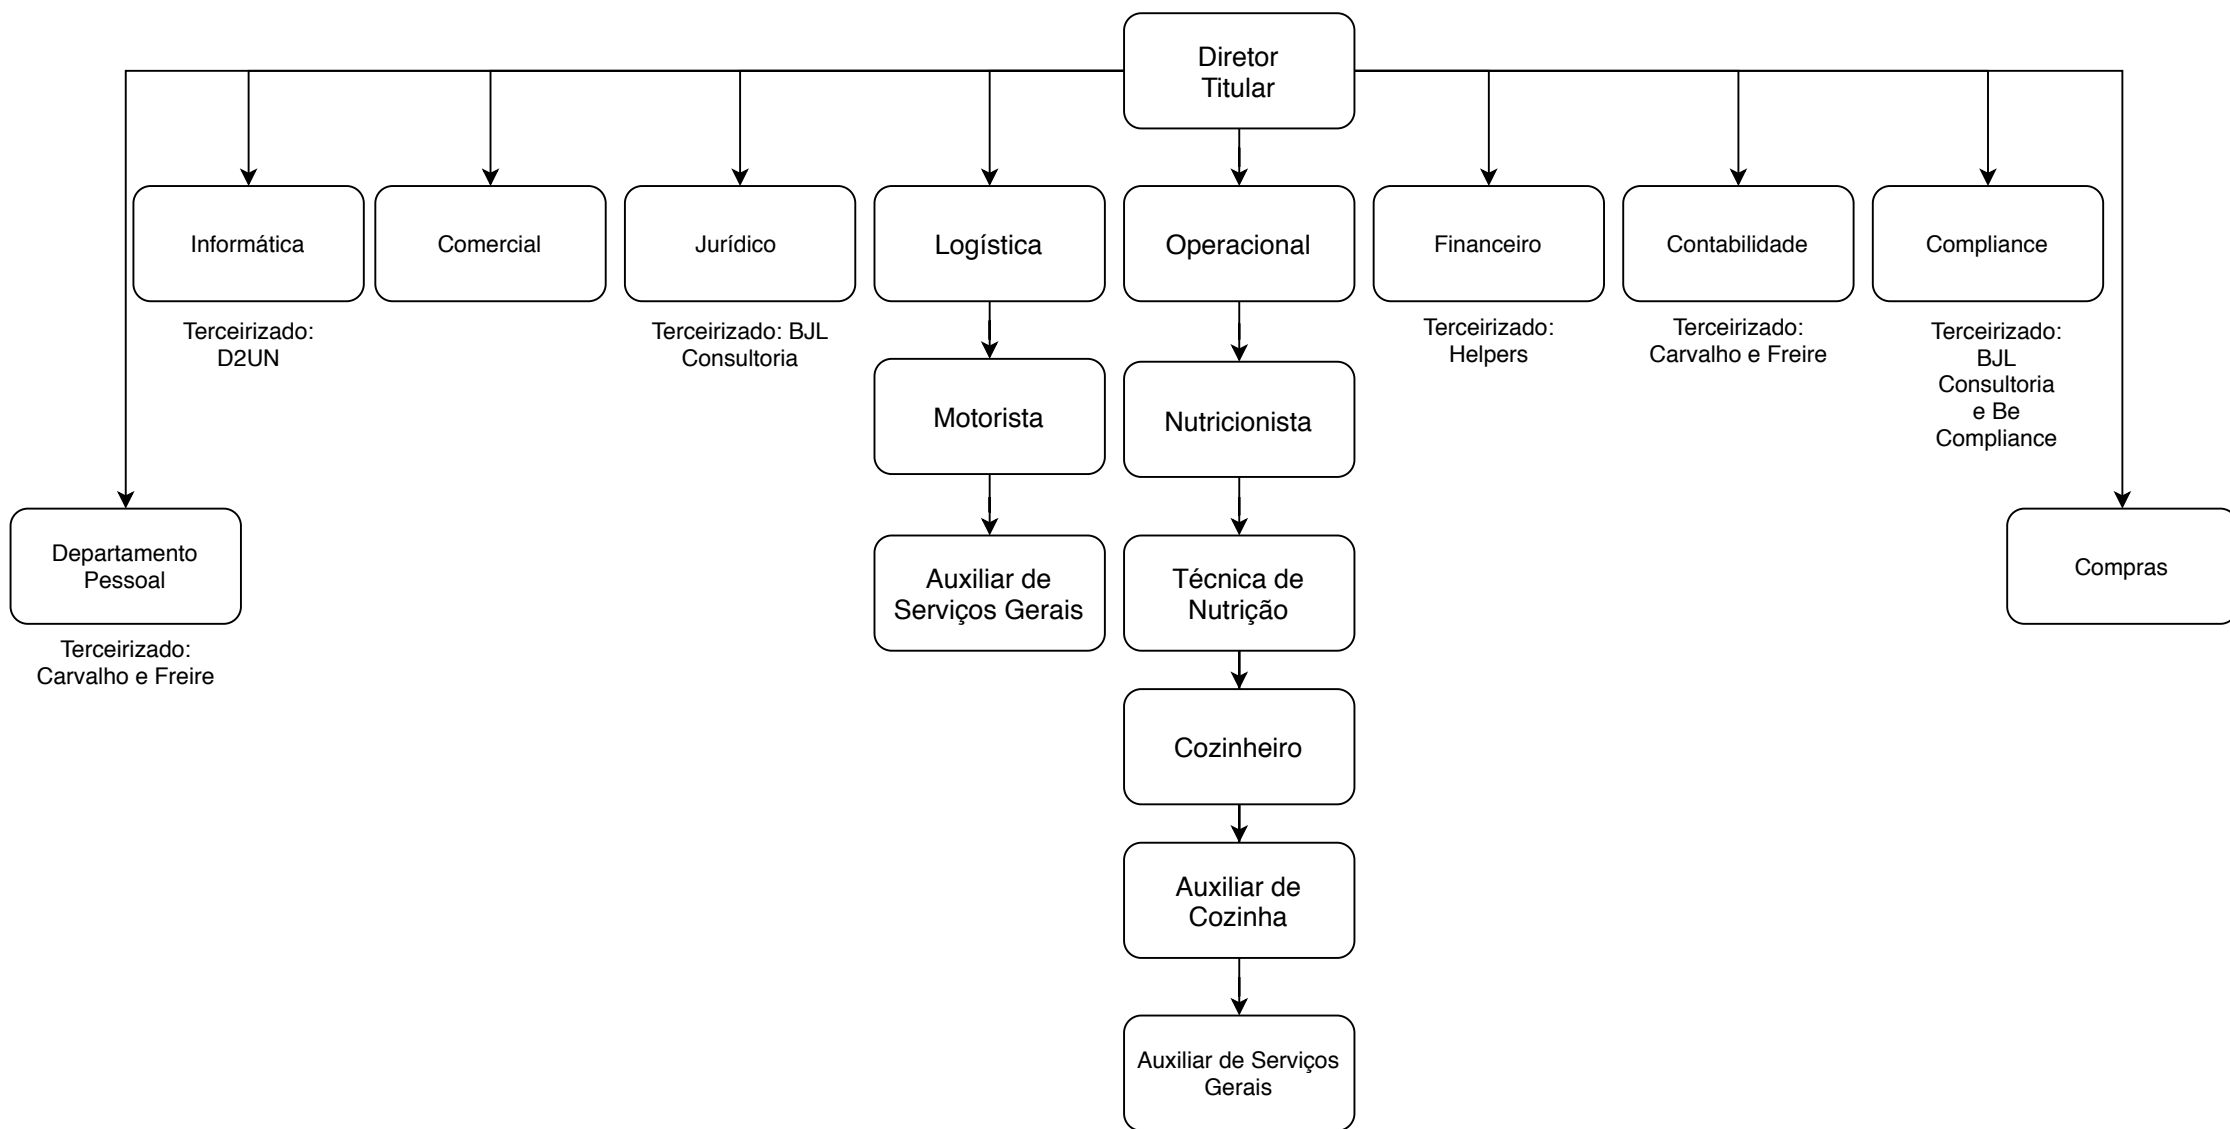 Diretor
Titular
Informática
Comercial
Jurídico
Logística
Operacional
Financeiro
Contabilidade
Compliance
Terceirizado:
D2UN
Terceirizado: BJL
Consultoria
Terceirizado:
Helpers
Terceirizado:
Carvalho e Freire
Terceirizado:
BJL
Consultoria
e Be
Compliance
Motorista
Nutricionista
Departamento
Pessoal
Terceirizado:
Carvalho e Freire
Auxiliar de
Serviços Gerais
Técnica de
Nutrição
Compras
Cozinheiro
Auxiliar de
Cozinha
Auxiliar de Serviços
Gerais